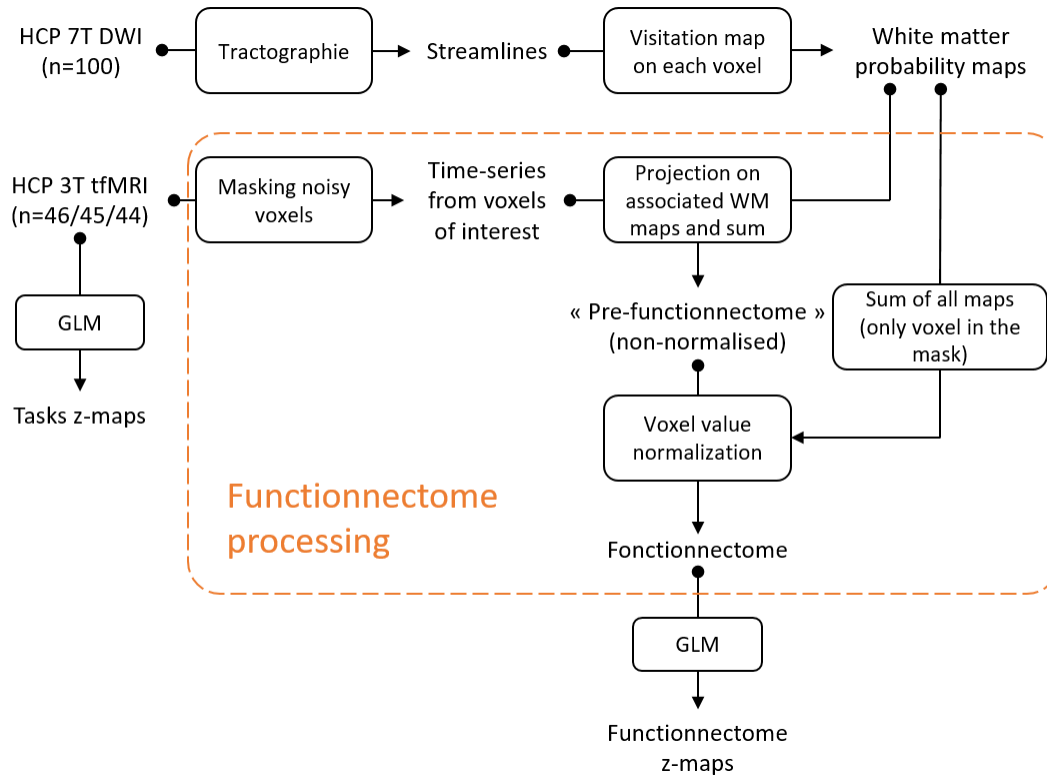 HCP 7T DWI
(n=100)
Tractographie
Streamlines
Visitation map
on each voxel
White matter
probability maps
HCP 3T tfMRI
(n=46/45/44)
Masking noisy
voxels
Time-series
from voxels
of interest
Projection on
associated WM
maps and sum
GLM
Tasks z-maps
« Pre-functionnectome »
(non-normalised)
Sum of all maps
(only voxel in the
mask)
Voxel value
normalization
Functionnectome
processing
Fonctionnectome
GLM
Functionnectome
z-maps